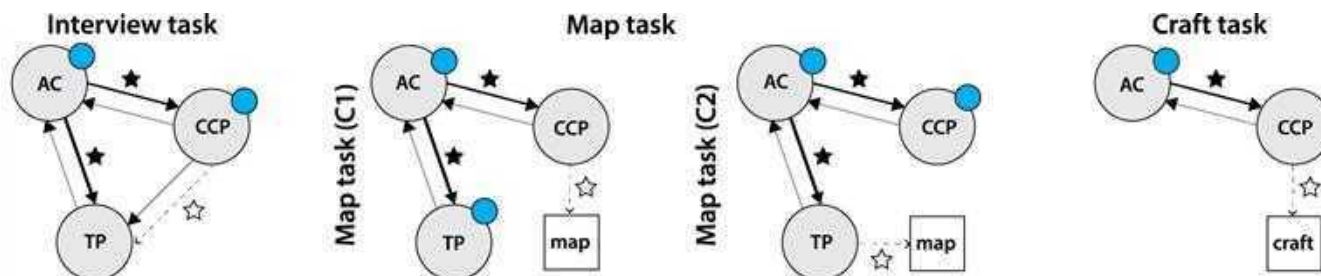 Interview task
Map task
Craft task
AC
CCP
TP
Map task (C1)
AC
CCP
TP
map
Map task (C2)
AC
CCP
TP
map
AC
CCP
craft